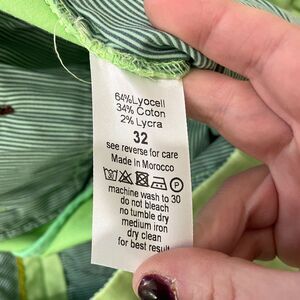 64%Lyocell
34% Coton
2% Lycra
32
see reverse for care
Made in Morocco
P
machine wash to 30
do not bleach
no tumble dry
medium iron
dry clean
for best result